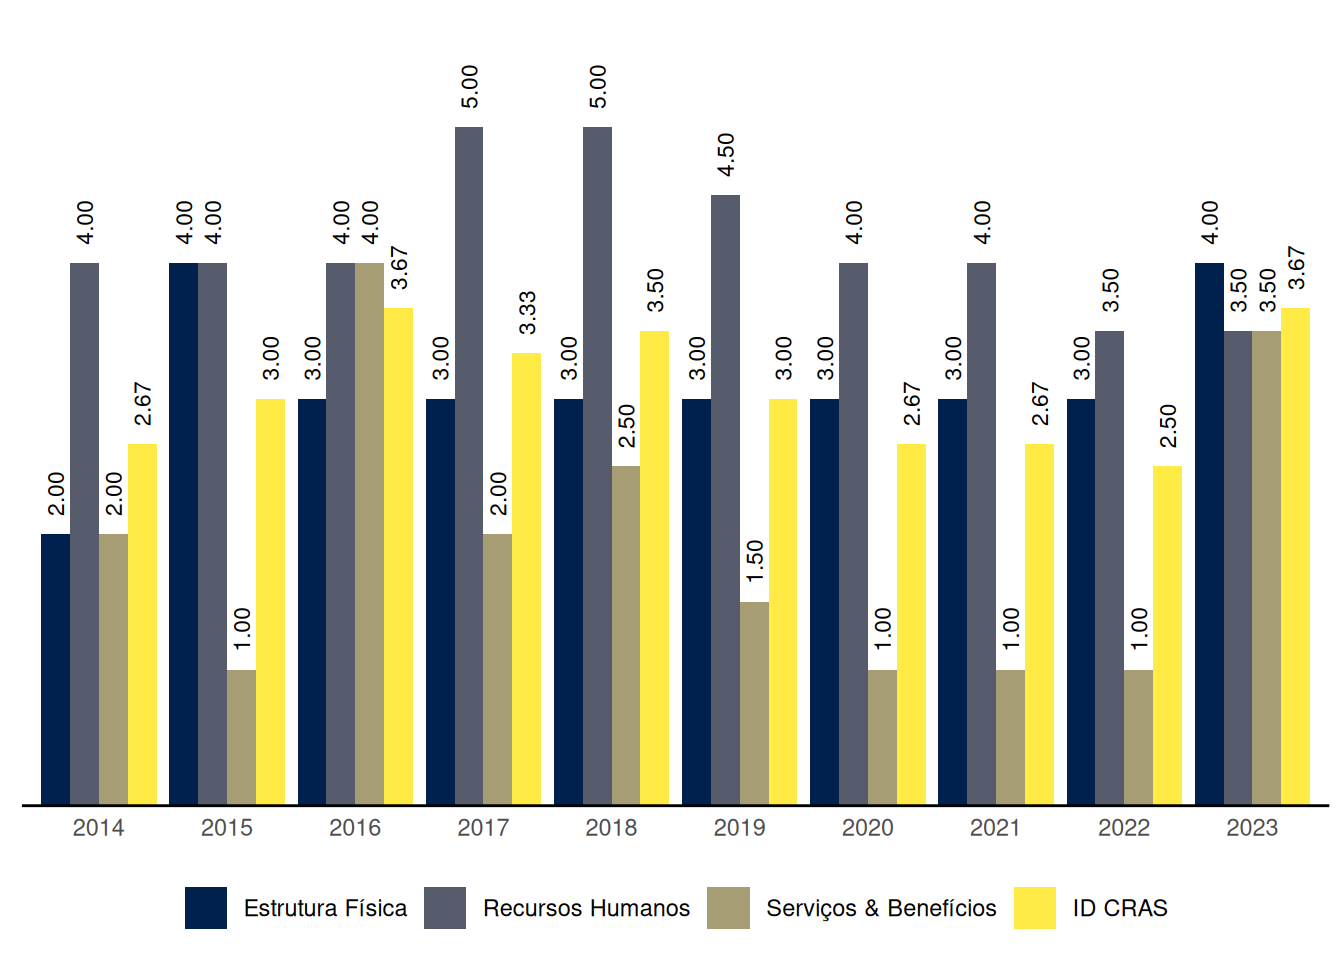 5.00 5.00
4.50
4.00 4.00 4.00 4.00 4.00 4.00 4.00 4.00
3.67 3.50 3.50 3.50 3.67
3.33 3.50
3.00 3.00 3.00 3.00 3.00 3.00 3.00 3.00 3.00
2.67 2.50 2.67 2.67 2.50
2.00 2.00 2.00
1.50
1.00 1.00 1.00 1.00
2014 2015 2016 2017 2018 2019 2020 2021 2022 2023
Estrutura Física Recursos Humanos Serviços & Benefícios ID CRAS